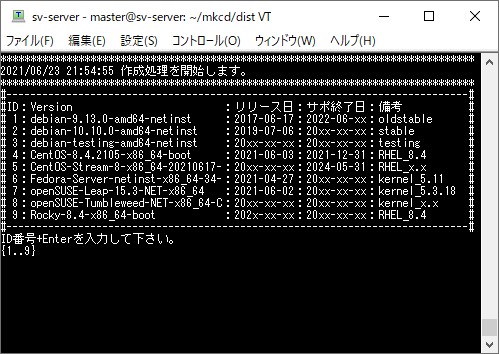 sv-server - master@sv-server: ~/mkcd/dist VT
ファイル(F) 編集(E) 設定(S) コントロール(O) ウィンドウ(W) ヘルプ(H)
*******************************************************************************
2021/06/23 21:54:55 作成処理を開始します。
*******************************************************************************
#-----------------------------------------------------------------------------#
#ID：Version                         ：リリース日：サポ終了日：備考           #
# 1：debian-9.13.0-amd64-netinst     ：2017-06-17：2022-06-xx：oldstable      #
# 2：debian-10.10.0-amd64-netinst    ：2019-07-06：20xx-xx-xx：stable         #
# 3：debian-testing-amd64-netinst    ：20xx-xx-xx：20xx-xx-xx：testing        #
# 4：CentOS-8.4.2105-x86_64-boot     ：2021-06-03：2021-12-31：RHEL_8.4       #
# 5：CentOS-Stream-8-x86_64-20210617-：20xx-xx-xx：2024-05-31：RHEL_x.x       #
# 6：Fedora-Server-netinst-x86_64-34-：2021-04-27：20xx-xx-xx：kernel_5.11    #
# 7：openSUSE-Leap-15.3-NET-x86_64   ：2021-06-02：20xx-xx-xx：kernel_5.3.18  #
# 8：openSUSE-Tumbleweed-NET-x86_64-C：20xx-xx-xx：20xx-xx-xx：kernel_x.x     #
# 9：Rocky-8.4-x86_64-boot           ：202x-xx-xx：20xx-xx-xx：RHEL_8.4       #
#-----------------------------------------------------------------------------#
ID番号+Enterを入力して下さい。
{1..9}